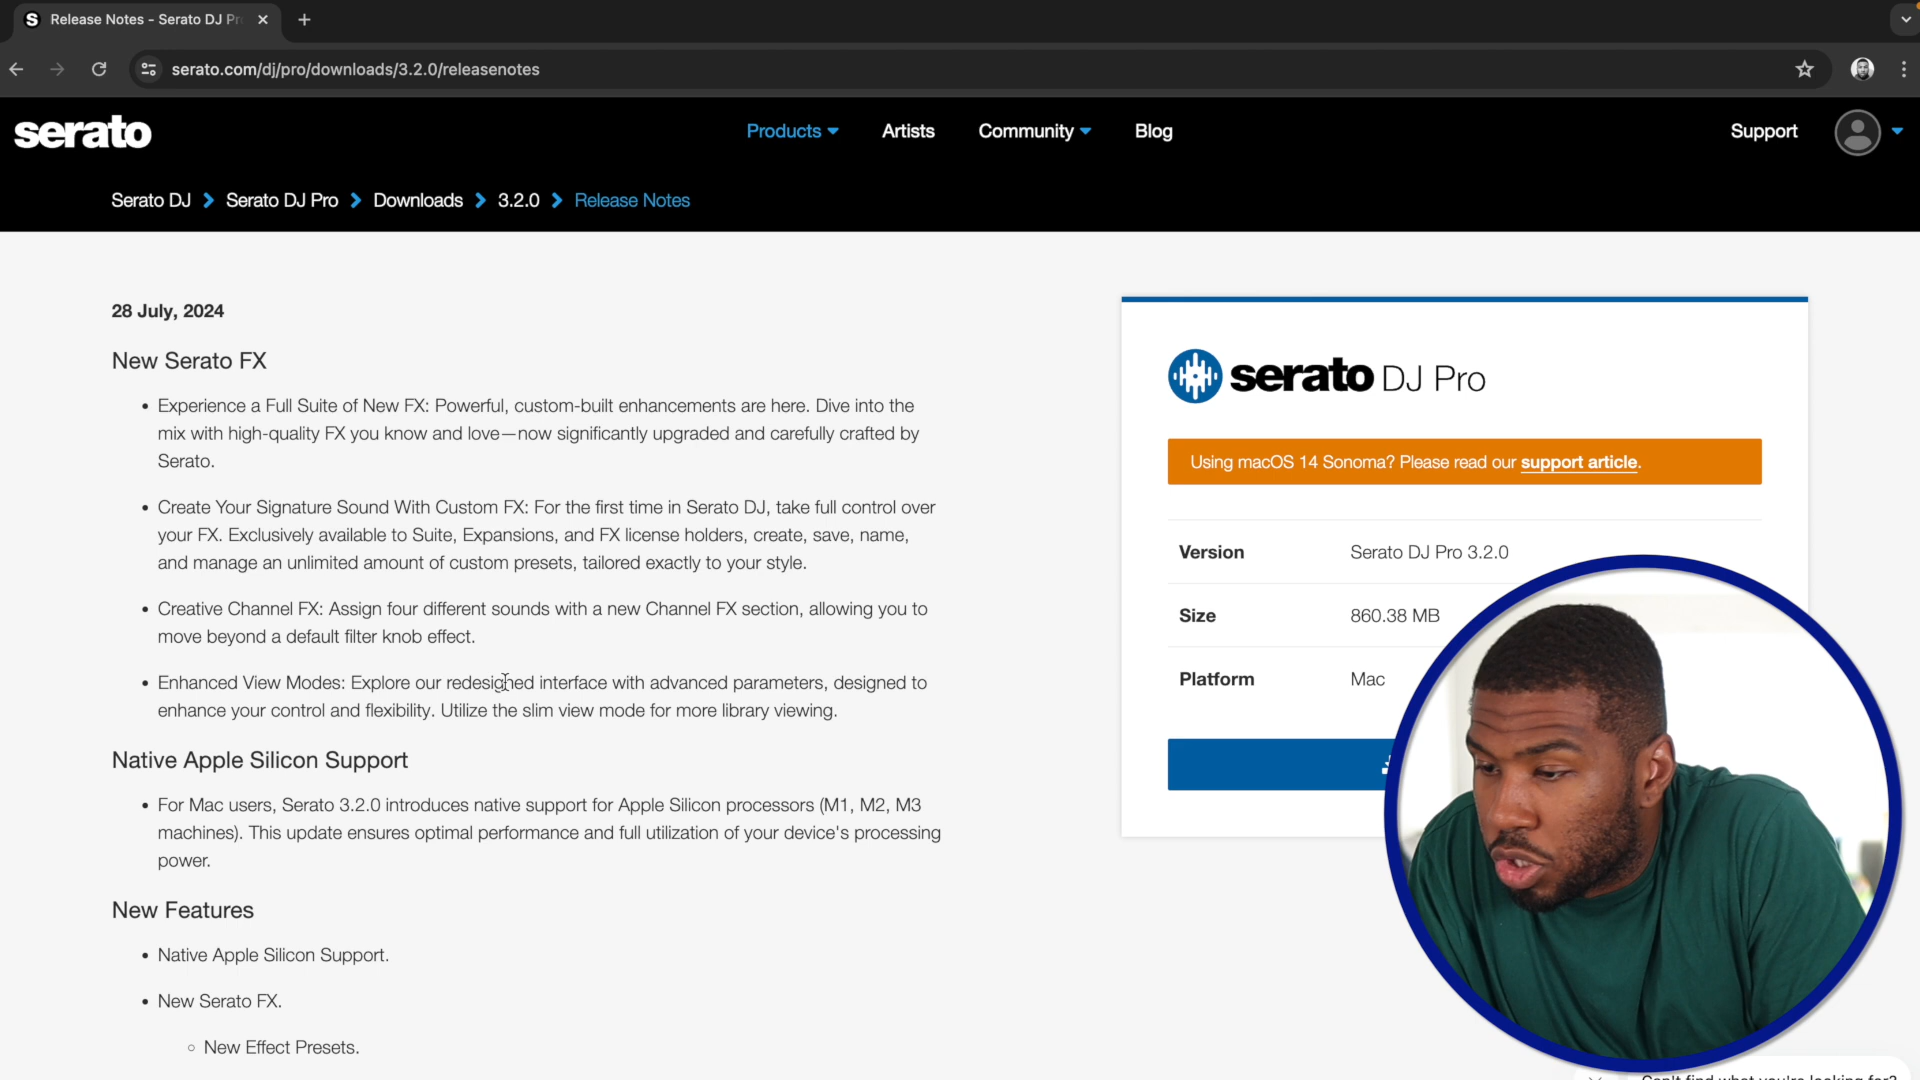 Release Notes - Serato DJ Pr
serato.com/dj/pro/downloads/3.2.0/releasenotes
serato
Products
Artists
Community
Blog
Support
Serato DJ
Serato DJ Pro
Downloads
3.2.0
Release Notes
28 July, 2024
New Serato FX
Experience a Full Suite of New FX: Powerful, custom-built enhancements are here. Dive into the
mix with high-quality FX you know and love—now significantly upgraded and carefully crafted by
Serato.
Create Your Signature Sound With Custom FX: For the first time in Serato DJ, take full control over
your FX. Exclusively available to Suite, Expansions, and FX license holders, create, save, name,
and manage an unlimited amount of custom presets, tailored exactly to your style.
Creative Channel FX: Assign four different sounds with a new Channel FX section, allowing you to
move beyond a default filter knob effect.
Enhanced View Modes: Explore our redesigned interface with advanced parameters, designed to
enhance your control and flexibility. Utilize the slim view mode for more library viewing.
Native Apple Silicon Support
For Mac users, Serato 3.2.0 introduces native support for Apple Silicon processors (M1, M2, M3
machines). This update ensures optimal performance and full utilization of your device's processing
power.
New Features
Native Apple Silicon Support.
New Serato FX.
New Effect Presets.
serato DJ Pro
Using macOS 14 Sonoma? Please read our support article.
Version Serato DJ Pro 3.2.0
Size 860.38 MB
Platform Mac
Can't find what you're looking for?